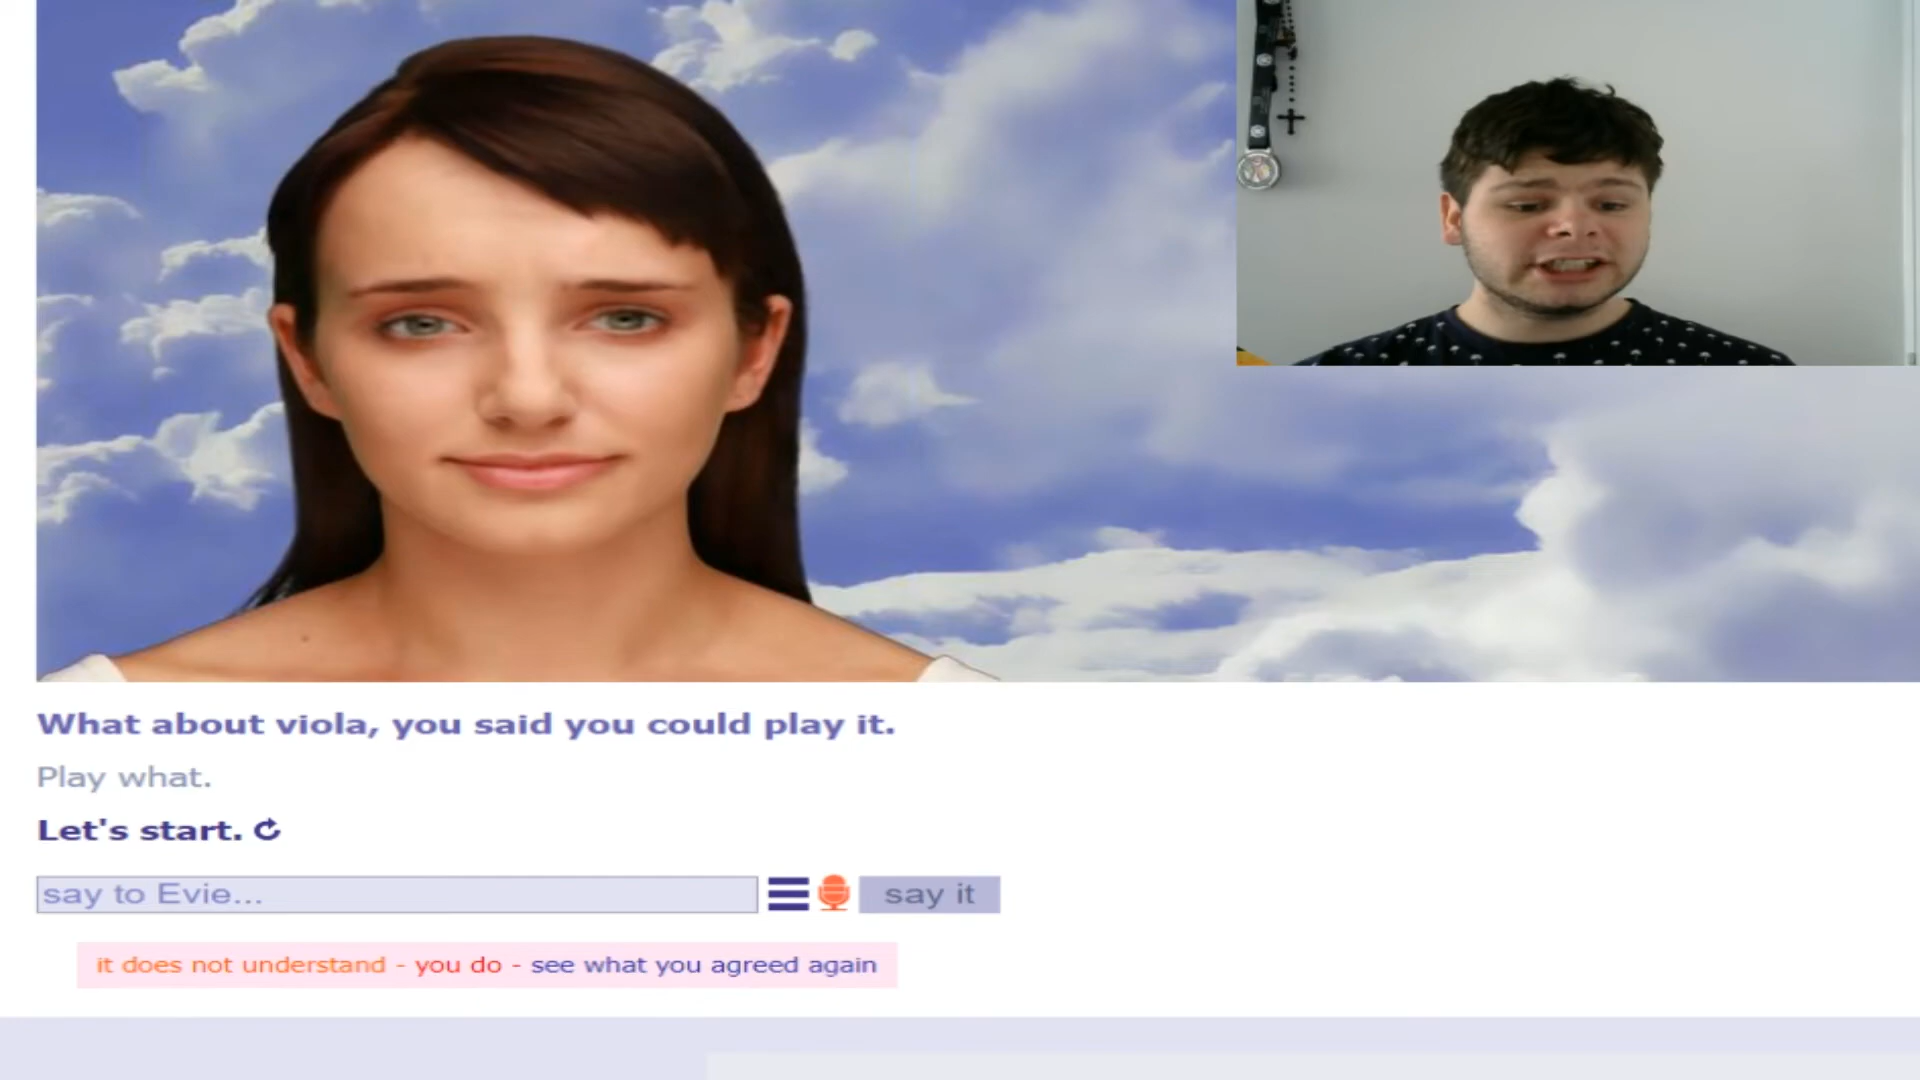 What about viola, you said you could play it.
Play what.
Let's start.
say to Evie...
say it
it does not understand - you do - see what you agreed again